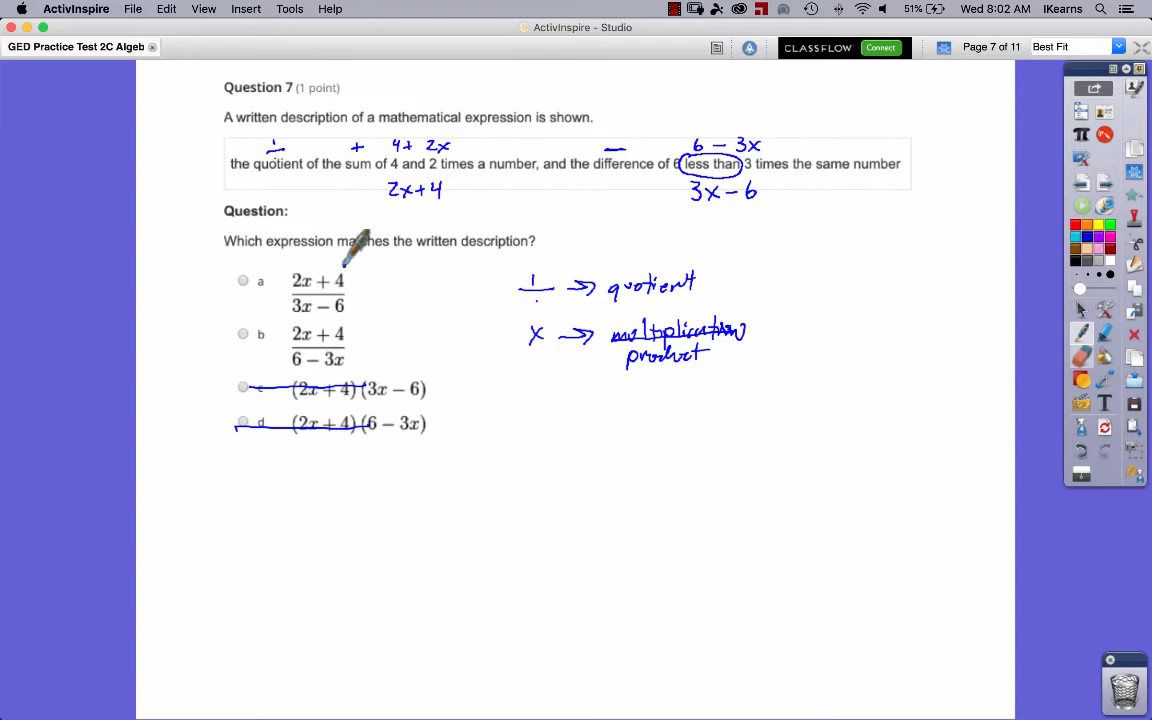 ActivInspire File Edit View Insert Tools Help 51% Wed 8:02 AM IKearns
ActivInspire - Studio
GED Practice Test 2C Algeb CLASSFLOW Connect Page 7 of 11 Best Fit
Question 7 (1 point)
A written description of a mathematical expression is shown.
÷ + 4+ 2x — 6 - 3x
the quotient of the sum of 4 and 2 times a number, and the difference of 6 less than 3 times the same number
2x+4 3x-6
Question:
Which expression matches the written description?
a
2x + 4
3x − 6
÷ → quotient
b
2x + 4
6 − 3x
x → multiplication
product
c (2x + 4) (3x − 6)
d (2x + 4) (6 − 3x)